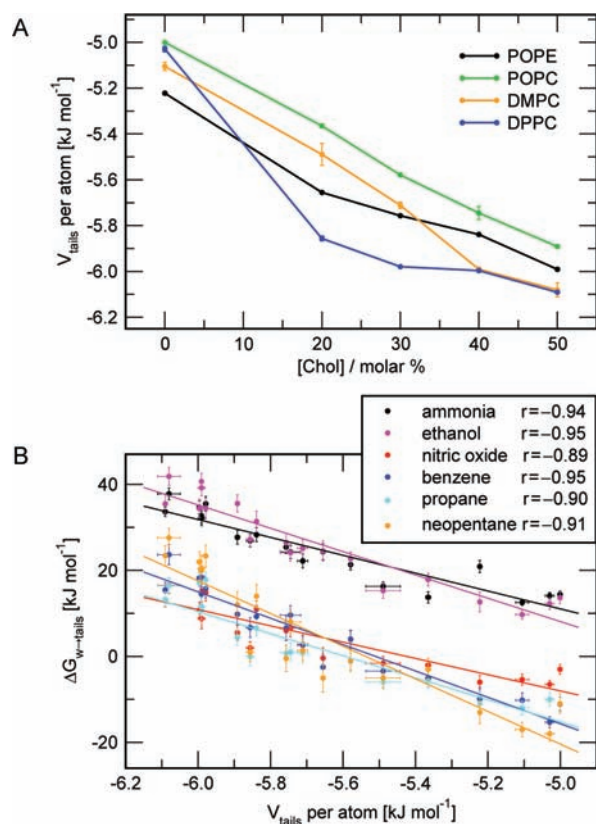 A
-5.0
-5.2
-5.4
-5.6
-5.8
-6.0
-6.2
V_tails per atom [kJ mol⁻¹]
POPE
POPC
DMPC
DPPC
0 10 20 30 40 50
[Chol] / molar %
ammonia r=−0.94
ethanol r=−0.95
nitric oxide r=−0.89
benzene r=−0.95
propane r=−0.90
neopentane r=−0.91
B
40
20
0
-20
ΔG_w→tails [kJ mol⁻¹]
-6.2 -6.0 -5.8 -5.6 -5.4 -5.2 -5.0
V_tails per atom [kJ mol⁻¹]